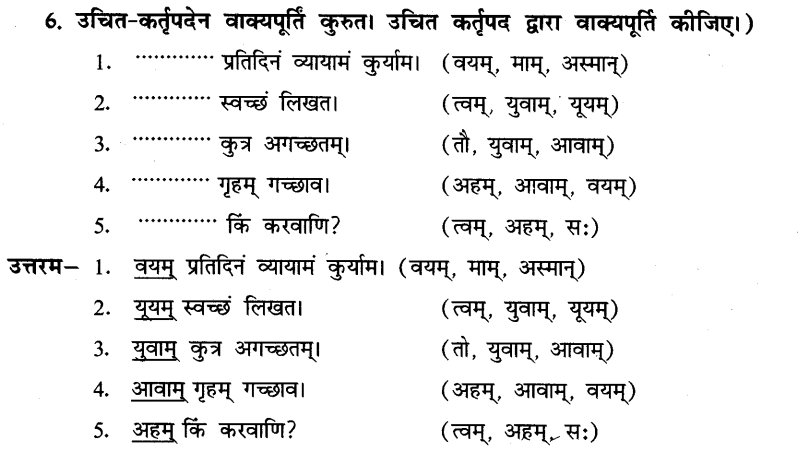 6. उचित-कर्तृपदेन वाक्यपूर्तिं कुरुत। उचित कर्तृपद द्वारा वाक्यपूर्ति कीजिए।)
1. ............. प्रतिदिनं व्यायामं कुर्याम। (वयम्, माम्, अस्मान्)
2. ............. स्वच्छं लिखत। (त्वम्, युवाम्, यूयम्)
3. ............. कुत्र अगच्छतम्। (तौ, युवाम्, आवाम्)
4. ............. गृहम् गच्छाव। (अहम्, आवाम्, वयम्)
5. ............. किं करवाणि? (त्वम्, अहम्, सः)
उत्तरम– 1. वयम् प्रतिदिनं व्यायामं कुर्याम। (वयम्, माम्, अस्मान्)
2. यूयम् स्वच्छं लिखत। (त्वम्, युवाम्, यूयम्)
3. युवाम् कुत्र अगच्छतम्। (तो, युवाम्, आवाम्)
4. आवाम् गृहम् गच्छाव। (अहम्, आवाम्, वयम्)
5. अहम् किं करवाणि? (त्वम्, अहम्, सः)